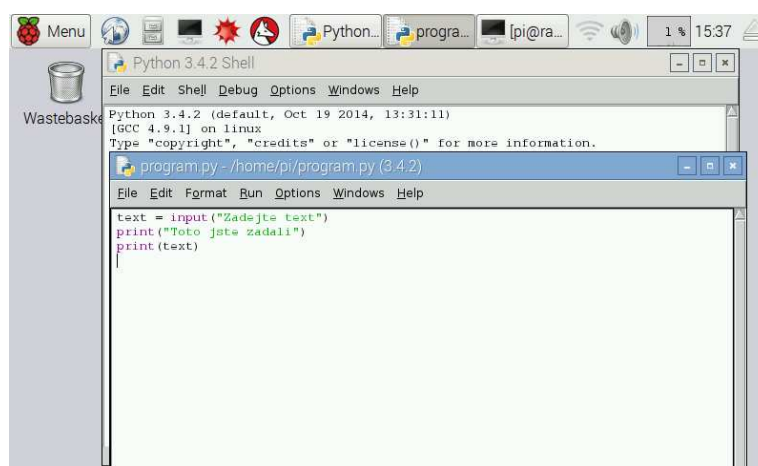 Menu Python... progra... [pi@ra... 1 % 15:37
Wastebaske
Python 3.4.2 Shell
File Edit Shell Debug Options Windows Help
Python 3.4.2 (default, Oct 19 2014, 13:31:11)
[GCC 4.9.1] on linux
Type "copyright", "credits" or "license()" for more information.
program.py - /home/pi/program.py (3.4.2)
File Edit Format Run Options Windows Help
text = input("Zadejte text")
print("Toto jste zadali")
print(text)